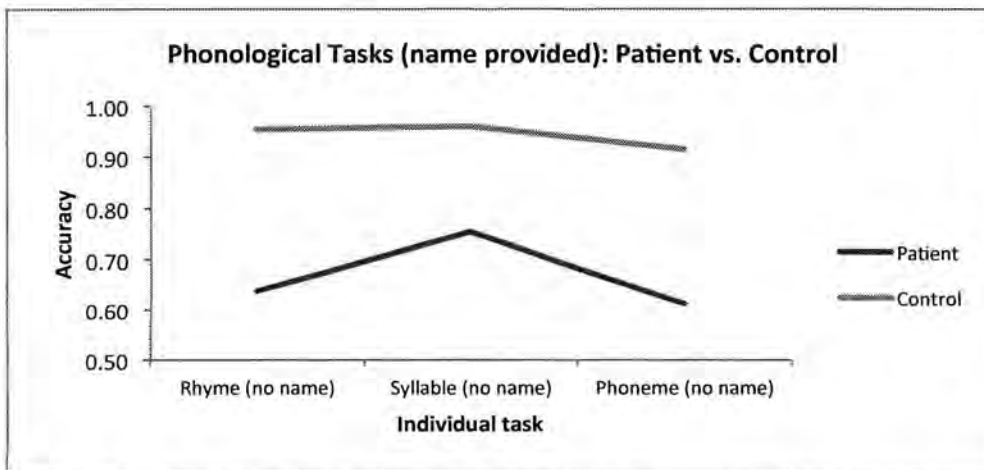 Phonological Tasks (name provided): Patient vs. Control
1.00
0.90
0.80
0.70
0.60
0.50
Accuracy
Rhyme (no name) Syllable (no name) Phoneme (no name)
Individual task
Patient
Control